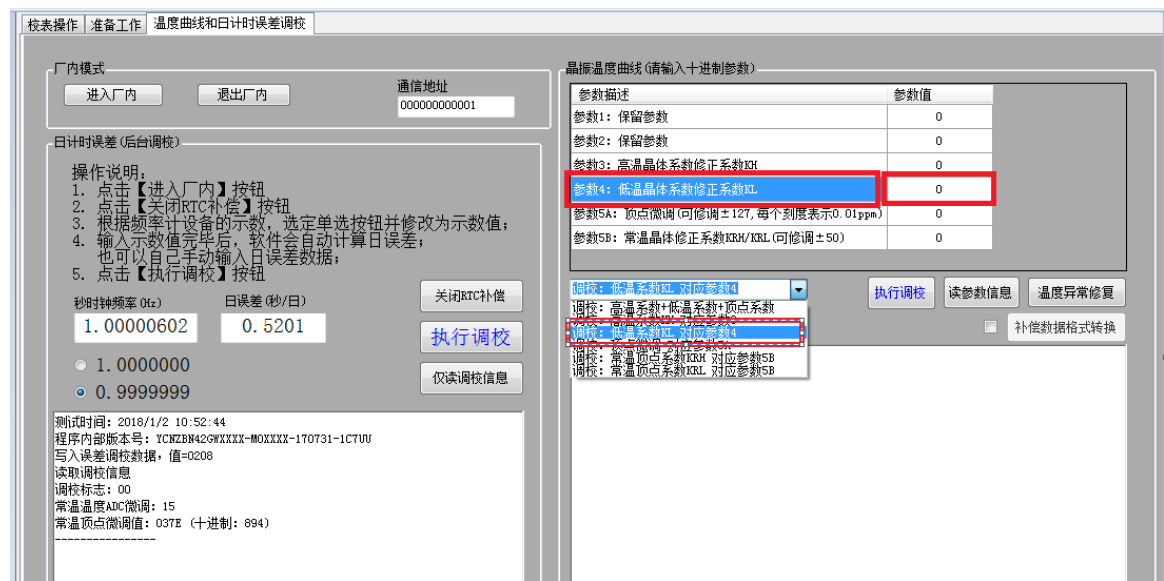 校表操作 准备工作 温度曲线和日计时误差调校
厂内模式
进入厂内 退出厂内
通信地址
000000000001
日计时误差(后台调校)
操作说明:
1. 点击【进入厂内】按钮
2. 点击【关闭RTC补偿】按钮
3. 根据频率计设备的示数, 选定单选按钮并修改为示数值;
4. 输入示数值完毕后, 软件会自动计算日误差;
也可以自己手动输入日误差数据;
5. 点击【执行调校】按钮
秒时钟频率(Hz) 日误差(秒/日)
1.00000602 0.5201
1.0000000
0.9999999
关闭RTC补偿
执行调校
仅读调校信息
测试时间: 2018/1/2 10:52:44
程序内部版本号: YCNZBN42GWXXXX-M0XXXX-170731-1C7UU
写入误差调校数据, 值=0208
读取调校信息
调校标志: 00
常温温度ADC微调: 15
常温顶点微调值: 037E (十进制: 894)
----------------
晶振温度曲线(请输入十进制参数)
参数描述 参数值
参数1: 保留参数 0
参数2: 保留参数 0
参数3: 高温晶体系数修正系数KH 0
参数4: 低温晶体系数修正系数KL 0
参数5A: 顶点微调(可修调±127,每个刻度表示0.01ppm) 0
参数5B: 常温晶体修正系数KRH/KRL(可修调±50) 0
调校: 低温系数KL 对应参数4
执行调校 读参数信息 温度异常修复
调校: 高温系数+低温系数+顶点系数
调校: 低温系数KL 对应参数4
调校: 常温顶点系数KRH 对应参数5B
调校: 常温顶点系数KRL 对应参数5B
补偿数据格式转换